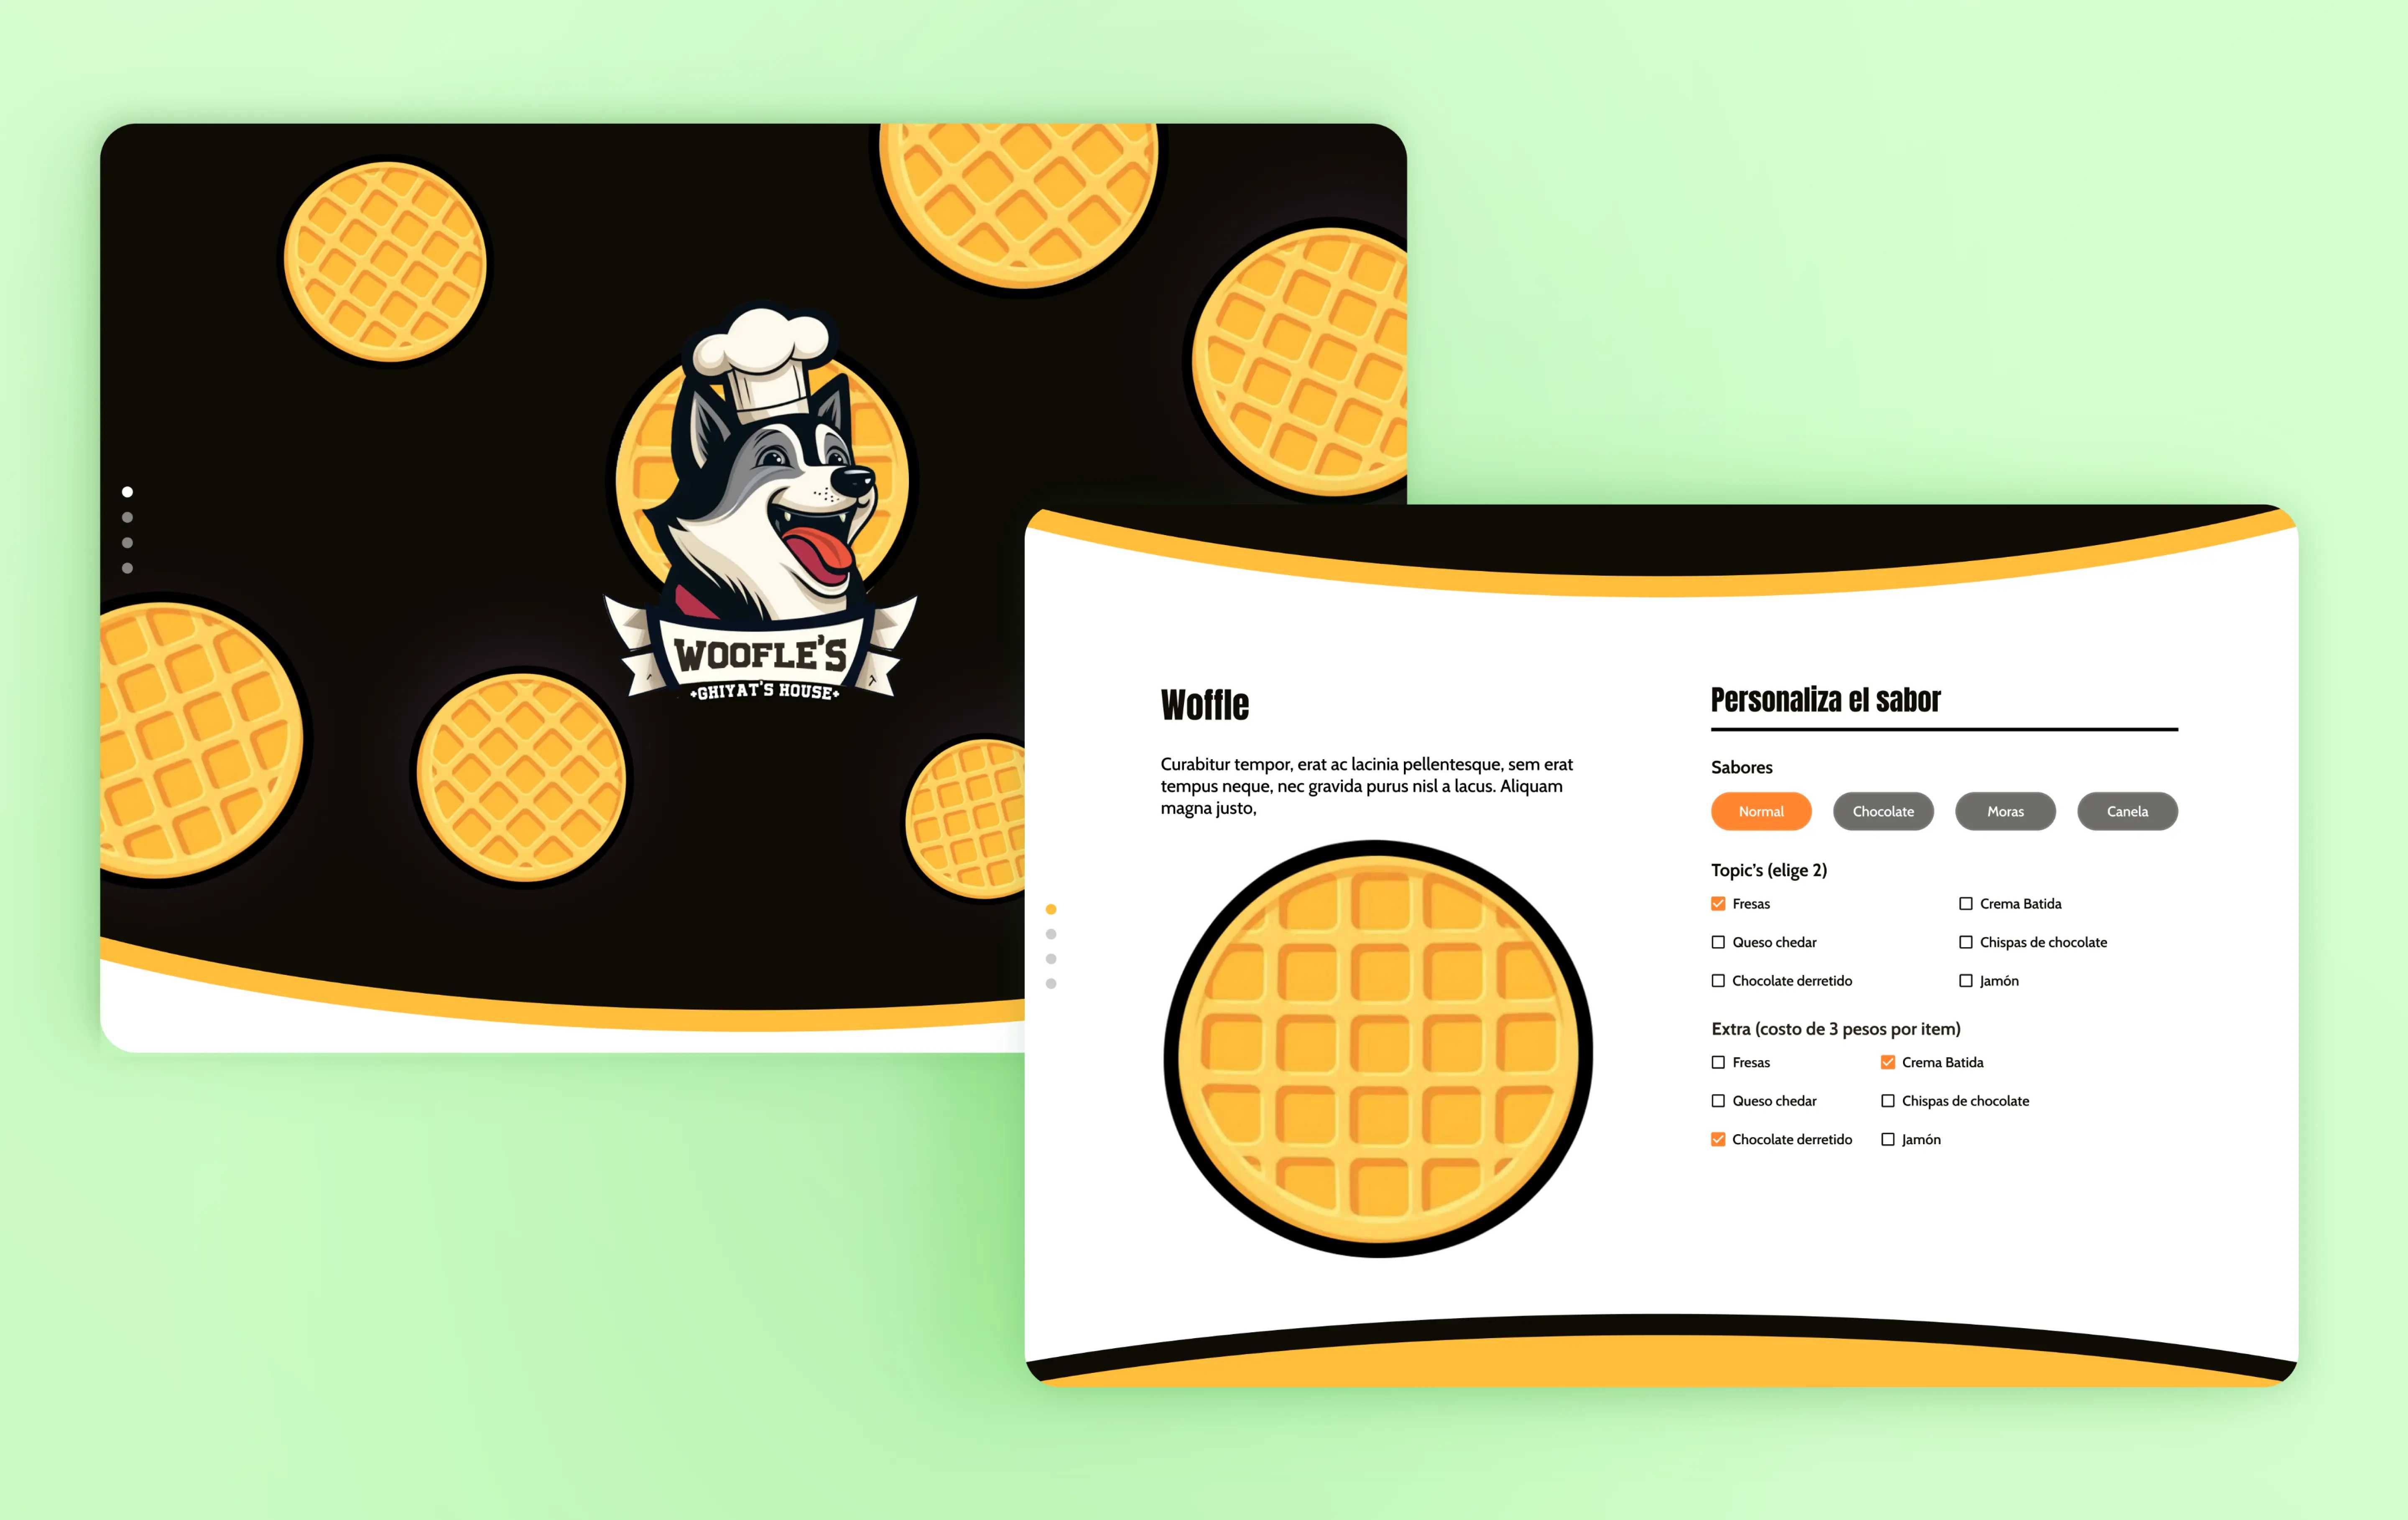 WOOFLE'S
GHIYAT'S HOUSE
Woffle
Curabitur tempor, erat ac lacinia pellentesque, sem erat
tempus neque, nec gravida purus nisl a lacus. Aliquam
magna justo,
Personaliza el sabor
Sabores
Normal Chocolate Moras Canela
Topic's (elige 2)
Fresas Crema Batida
Queso chedar Chispas de chocolate
Chocolate derretido Jamón
Extra (costo de 3 pesos por item)
Fresas Crema Batida
Queso chedar Chispas de chocolate
Chocolate derretido Jamón